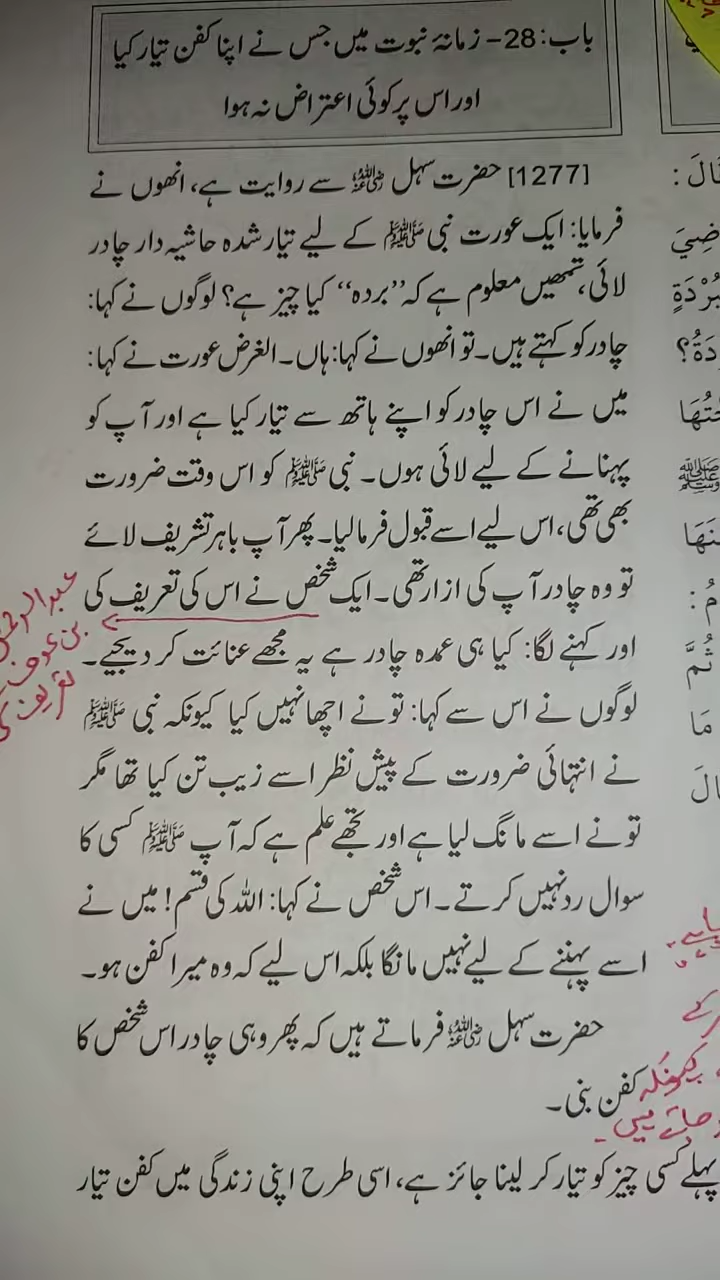 باب: 28- زمانۂ نبوت میں جس نے اپنا کفن تیار کیا
اور اس پر کوئی اعتراض نہ ہوا
[1277] حضرت سہل رضی اللہ عنہ سے روایت ہے، انھوں نے
فرمایا: ایک عورت نبی ﷺ کے لیے تیار شدہ حاشیہ دار چادر
لائی، تمھیں معلوم ہے کہ ’’بردہ‘‘ کیا چیز ہے؟ لوگوں نے کہا:
چادر کو کہتے ہیں۔ تو انھوں نے کہا: ہاں۔ الغرض عورت نے کہا:
میں نے اس چادر کو اپنے ہاتھ سے تیار کیا ہے اور آپ کو
پہنانے کے لیے لائی ہوں۔ نبی ﷺ کو اس وقت ضرورت
بھی تھی، اس لیے اسے قبول فرما لیا۔ پھر آپ باہر تشریف لائے
تو وہ چادر آپ کی ازار تھی۔ ایک شخص نے اس کی تعریف کی
اور کہنے لگا: کیا ہی عمدہ چادر ہے یہ مجھے عنائت کر دیجیے۔
لوگوں نے اس سے کہا: تو نے اچھا نہیں کیا کیونکہ نبی ﷺ
نے انتہائی ضرورت کے پیش نظر اسے زیب تن کیا تھا مگر
تو نے اسے مانگ لیا ہے اور تجھے علم ہے کہ آپ ﷺ کسی کا
سوال رد نہیں کرتے۔ اس شخص نے کہا: اللہ کی قسم! میں نے
اسے پہننے کے لیے نہیں مانگا بلکہ اس لیے کہ وہ میرا کفن ہو۔
حضرت سہل رضی اللہ عنہ فرماتے ہیں کہ پھر وہی چادر اس شخص کا
کفن بنی۔
پہلے کسی چیز کو تیار کر لینا جائز ہے، اسی طرح اپنی زندگی میں کفن تیار
بن عوف
تعریف
کیونکہ
جاتے ہیں۔
قَالَ:
ثُمَّ
مَا